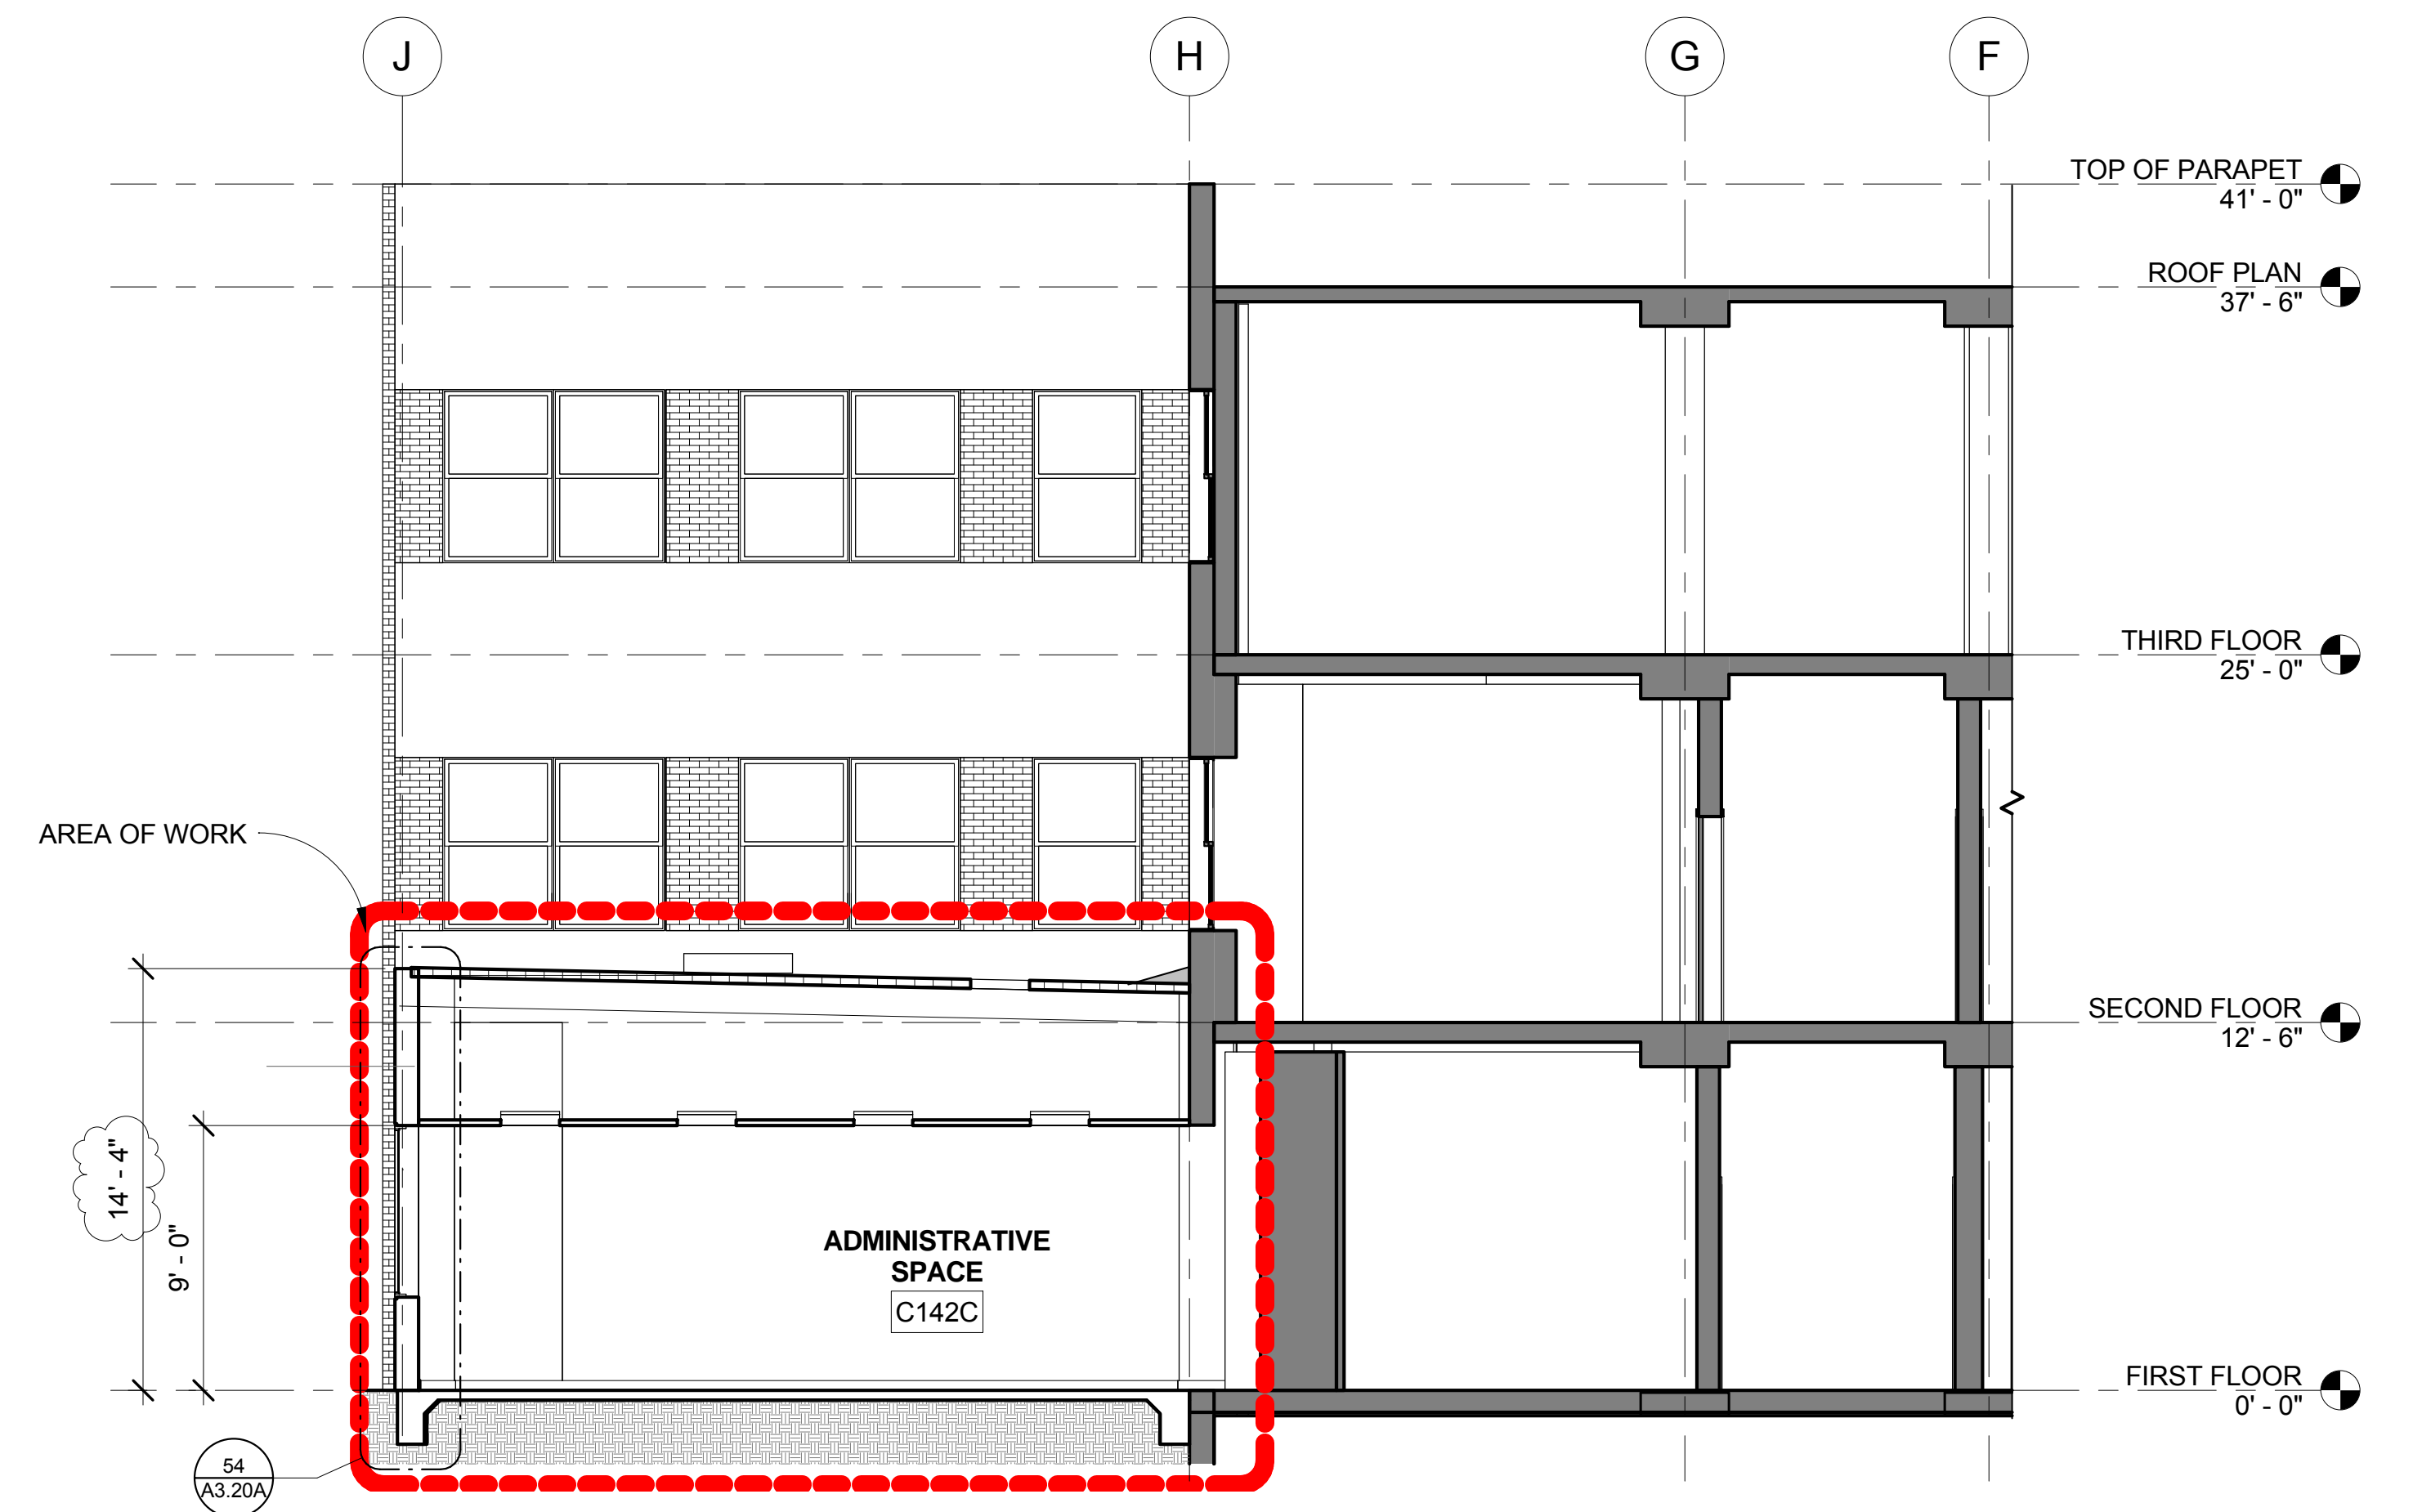 J
H
G
F
TOP OF PARAPET
41' - 0"
ROOF PLAN
37' - 6"
THIRD FLOOR
25' - 0"
AREA OF WORK
SECOND FLOOR
12' - 6"
14' - 4"
9' - 0"
ADMINISTRATIVE
SPACE
C142C
FIRST FLOOR
0' - 0"
54
A3.20A